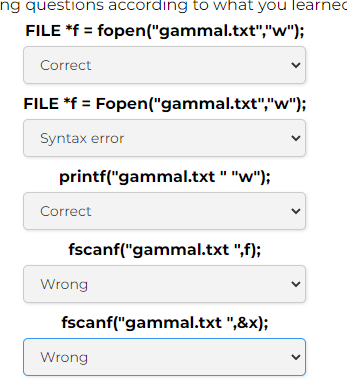 ng questions according to what you learned
FILE *f = fopen("gammal.txt","w");
Correct
FILE *f = Fopen("gammal.txt","w");
Syntax error
printf("gammal.txt " "w");
Correct
fscanf("gammal.txt ",f);
Wrong
fscanf("gammal.txt ",&x);
Wrong